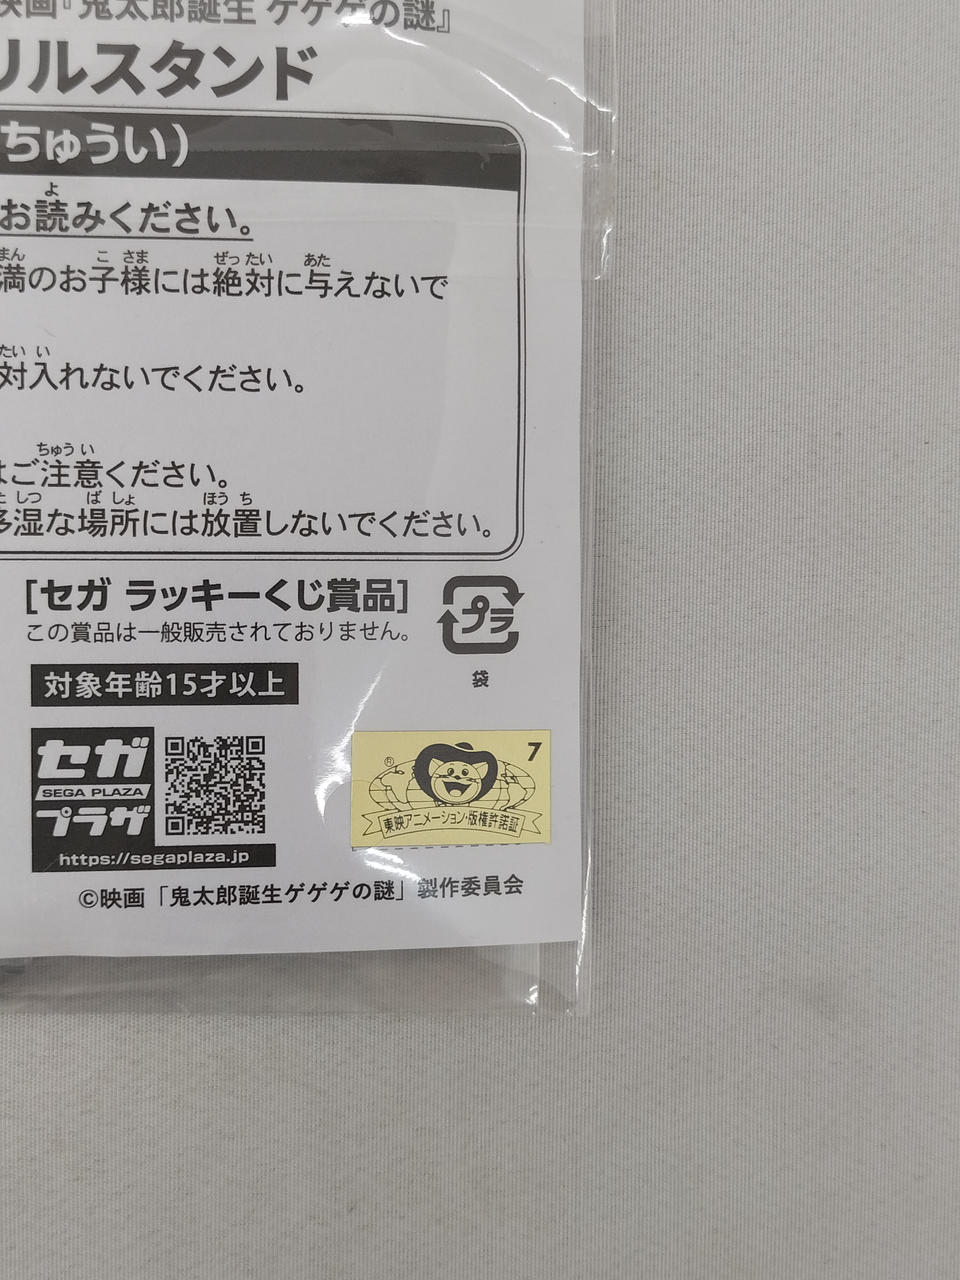 映画『鬼太郎誕生 ゲゲゲの謎』
リルスタンド
ちゅうい）
よ
お読みください。
まん こ さま ぜったい あた
満のお子様には絶対に与えないで
たい い
対入れないでください。
ちゅう い
はご注意ください。
しつ ば しょ ほう ち
多湿な場所には放置しないでください。
[セガ ラッキーくじ賞品]
この賞品は一般販売されておりません。
プラ
袋
対象年齢15才以上
セガ
SEGA PLAZA
プラザ
https://segaplaza.jp
7
®
東映アニメーション・版権許諾証
©映画「鬼太郎誕生ゲゲゲの謎」製作委員会